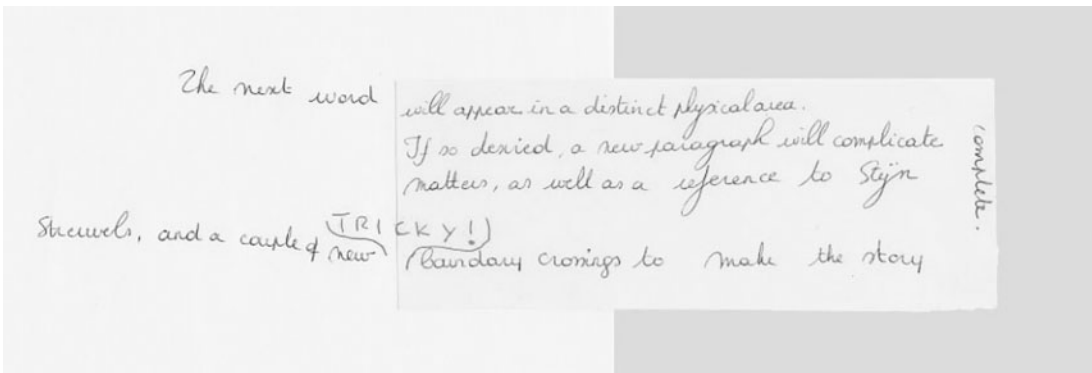 The next word will appear in a distinct physical area.
If so desired, a new paragraph will complicate
matters, as well as a reference to Stijn
Streuvels, and a couple of new TRICKY!
boundary crossings to make the story
complete.